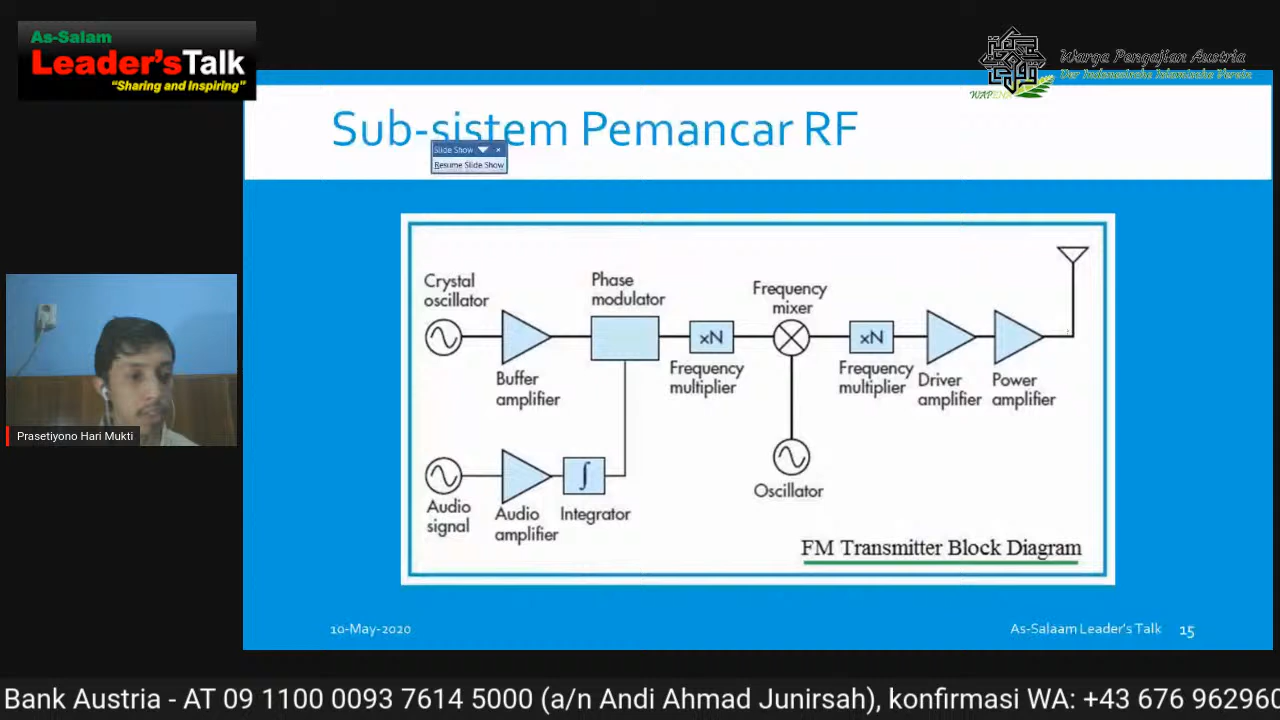 As-Salam
Leader'sTalk
"Sharing and Inspiring"
Warga Pengajian Austria
Der Indonesische Islamische Verein
WAPENA
Sub-sistem Pemancar RF
Slide Show
Resume Slide Show
Crystal
oscillator
Buffer
amplifier
Phase
modulator
xN
Frequency
multiplier
Frequency
mixer
xN
Frequency
multiplier
Driver
amplifier
Power
amplifier
Audio
signal
Audio
amplifier
∫
Integrator
Oscillator
FM Transmitter Block Diagram
Prasetiyono Hari Mukti
10-May-2020
As-Salaam Leader's Talk 15
Bank Austria - AT 09 1100 0093 7614 5000 (a/n Andi Ahmad Junirsah), konfirmasi WA: +43 676 962960